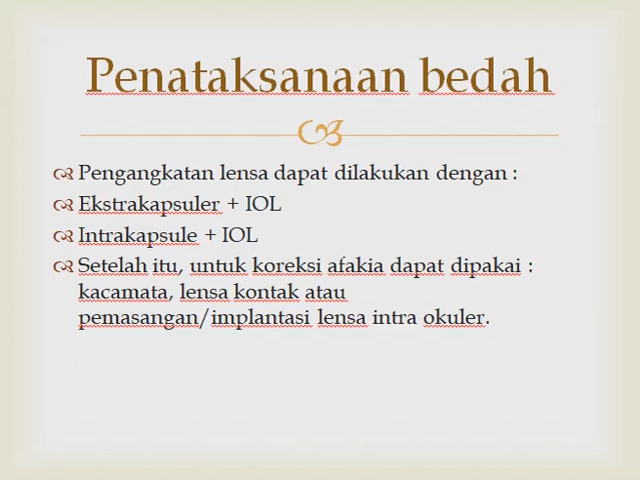 Penataksanaan bedah
Pengangkatan lensa dapat dilakukan dengan :
Ekstrakapsuler + IOL
Intrakapsule + IOL
Setelah itu, untuk koreksi afakia dapat dipakai :
kacamata, lensa kontak atau
pemasangan/implantasi lensa intra okuler.